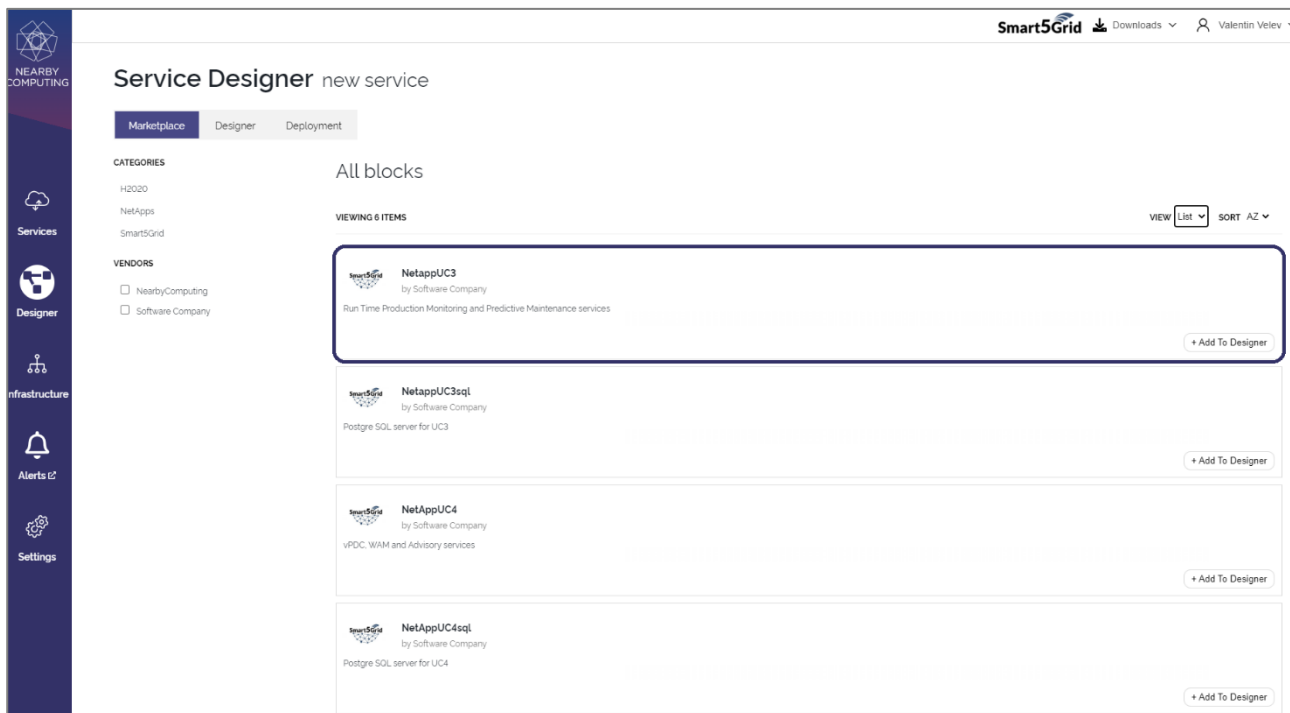 NEARBY
COMPUTING
Smart5Grid
Downloads
Valentin Velev
Service Designer new service
Marketplace
Designer
Deployment
CATEGORIES
H2020
NetApps
Smart5Grid
VENDORS
NearbyComputing
Software Company
Services
Designer
nfrastructure
Alerts
Settings
All blocks
VIEWING 6 ITEMS
VIEW List
SORT AZ
Smart5Grid
NetappUC3
by Software Company
Run Time Production Monitoring and Predictive Maintenance services
+ Add To Designer
Smart5Grid
NetappUC3sql
by Software Company
Postgre SQL server for UC3
+ Add To Designer
Smart5Grid
NetAppUC4
by Software Company
vPDC, WAM and Advisory services
+ Add To Designer
Smart5Grid
NetAppUC4sql
by Software Company
Postgre SQL server for UC4
+ Add To Designer